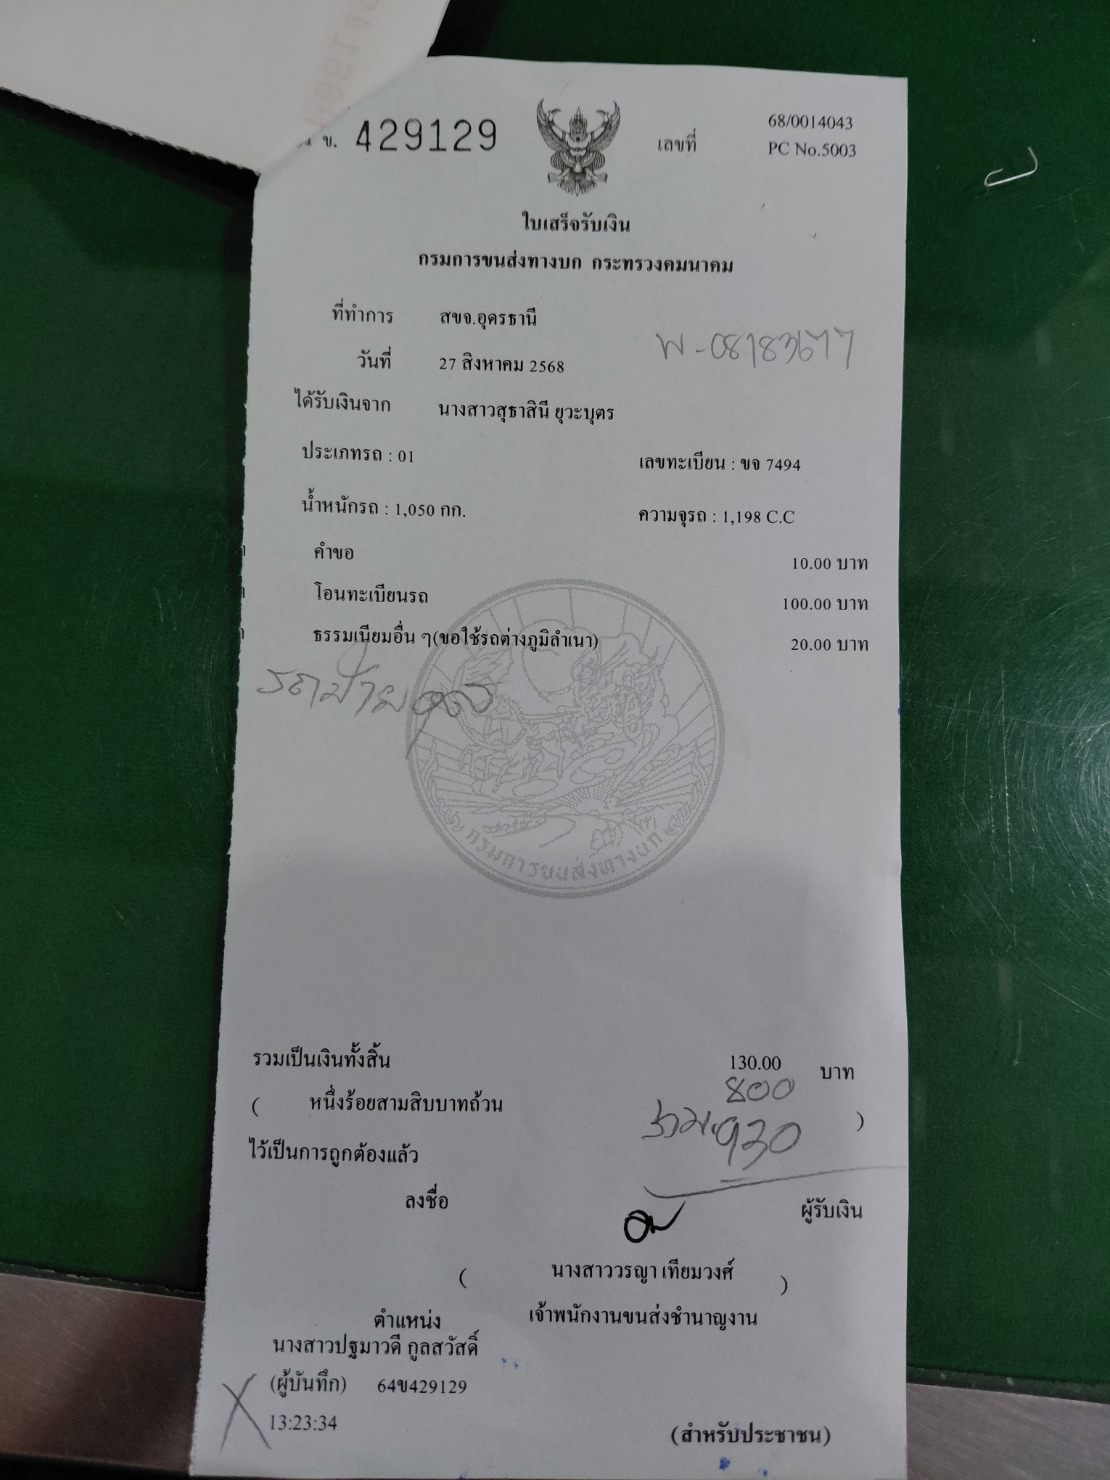 ข. 429129
เลขที่
68/0014043
PC No.5003
ใบเสร็จรับเงิน
กรมการขนส่งทางบก กระทรวงคมนาคม
ที่ทำการ สขจ.อุดรธานี
พ-08183677
วันที่ 27 สิงหาคม 2568
ได้รับเงินจาก นางสาวสุธาสินี ยุวะบุตร
ประเภทรถ : 01 เลขทะเบียน : ขจ 7494
น้ำหนักรถ : 1,050 กก. ความจุรถ : 1,198 C.C
คำขอ 10.00 บาท
โอนทะเบียนรถ 100.00 บาท
ธรรมเนียมอื่น ๆ(ขอใช้รถต่างภูมิลำเนา) 20.00 บาท
กรมการขนส่งทางบก
รวมเป็นเงินทั้งสิ้น 130.00 บาท
800
( หนึ่งร้อยสามสิบบาทถ้วน )
รวม 930
ไว้เป็นการถูกต้องแล้ว
ลงชื่อ ผู้รับเงิน
( นางสาววรญา เทียมวงศ์ )
ตำแหน่ง เจ้าพนักงานขนส่งชำนาญงาน
นางสาวปฐมาวดี กูลสวัสดิ์
(ผู้บันทึก) 64ข429129
13:23:34
(สำหรับประชาชน)